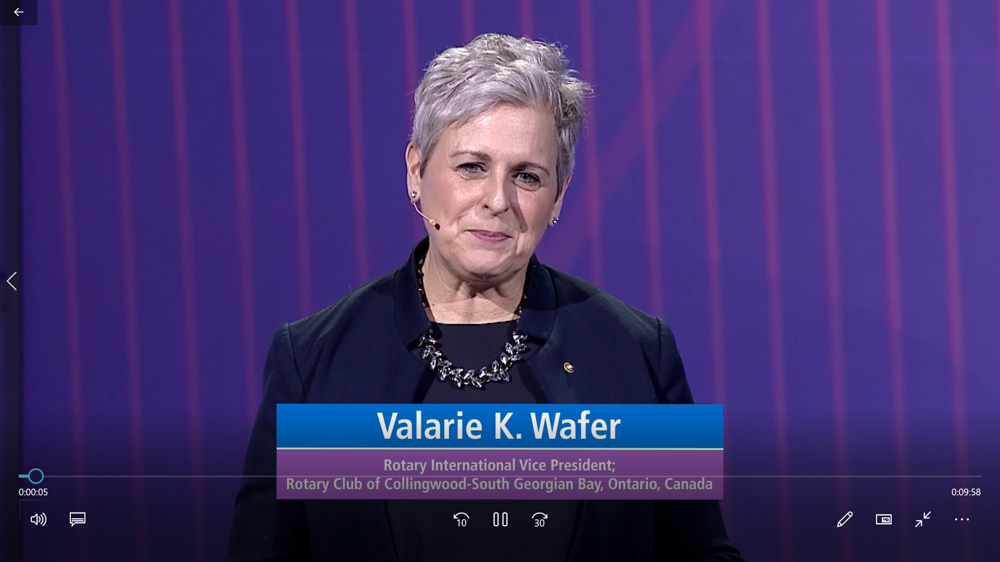 Valarie K. Wafer
Rotary International Vice President;
Rotary Club of Collingwood-South Georgian Bay, Ontario, Canada
0:00:05
0:09:58
10
30